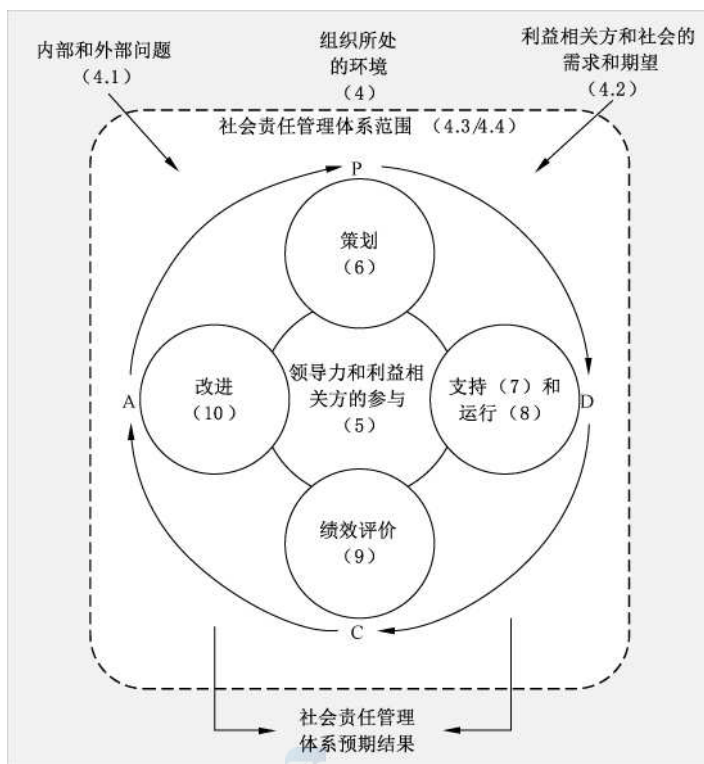 内部和外部问题
（4.1）
组织所处
的环境
（4）
利益相关方和社会的
需求和期望
（4.2）
社会责任管理体系范围 （4.3/4.4）
P
策划
（6）
A
改进
（10）
领导力和利益相
关方的参与
（5）
支持（7）和
运行（8）
D
绩效评价
（9）
C
社会责任管理
体系预期结果